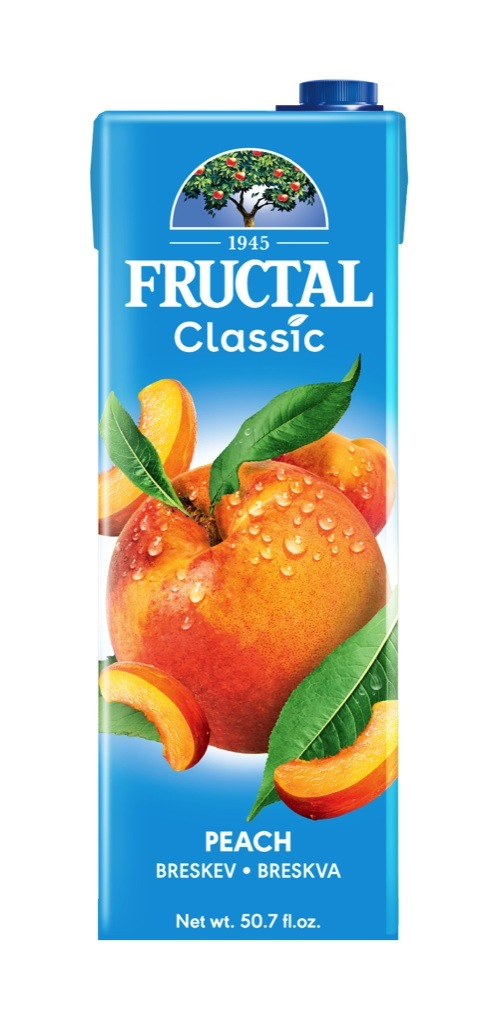 1945
FRUCTAL
Classic
PEACH
BRESKEV • BRESKVA
Net wt. 50.7 fl.oz.